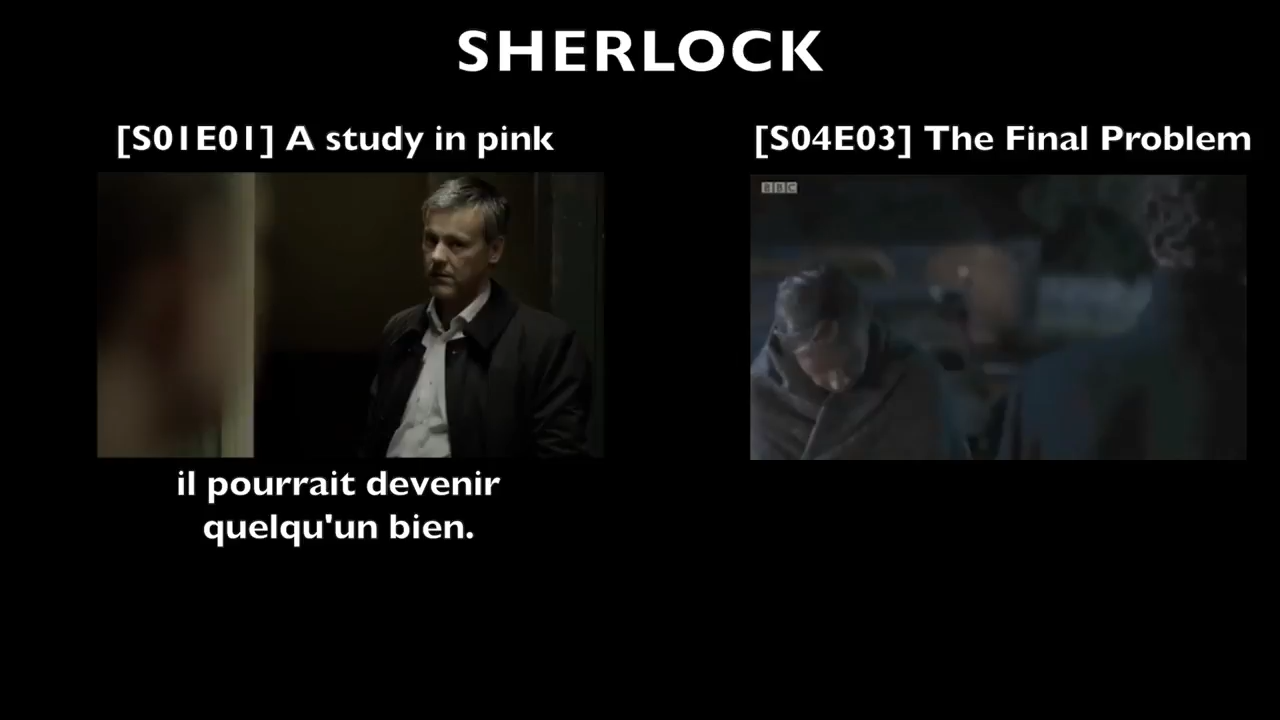 SHERLOCK
[S01E01] A study in pink
[S04E03] The Final Problem
BBC
il pourrait devenir
quelqu'un bien.